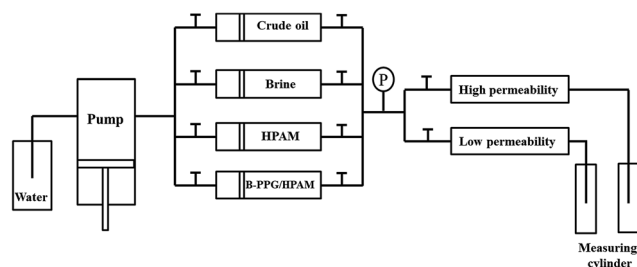 Crude oil
Brine
P
High permeability
Pump
HPAM
Low permeability
B-PPG/HPAM
Water
Measuring
cylinder